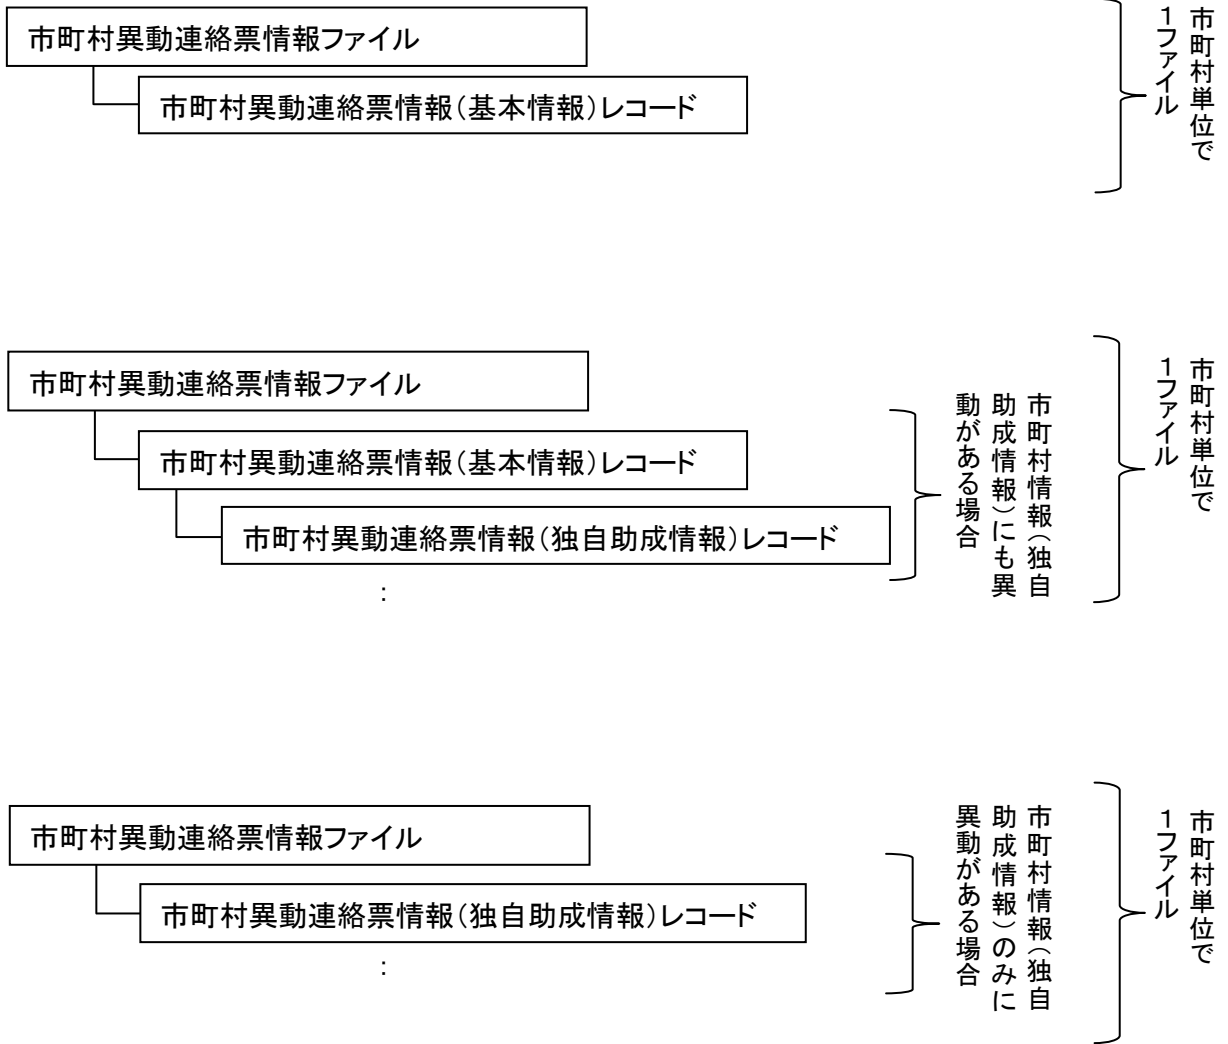 市町村異動連絡票情報ファイル
市町村異動連絡票情報(基本情報)レコード
市町村単位で
1ファイル
市町村異動連絡票情報ファイル
市町村異動連絡票情報(基本情報)レコード
市町村異動連絡票情報(独自助成情報)レコード
:
市町村情報(独自
助成情報)にも異
動がある場合
市町村単位で
1ファイル
市町村異動連絡票情報ファイル
市町村異動連絡票情報(独自助成情報)レコード
:
市町村情報(独自
助成情報)のみに
異動がある場合
市町村単位で
1ファイル